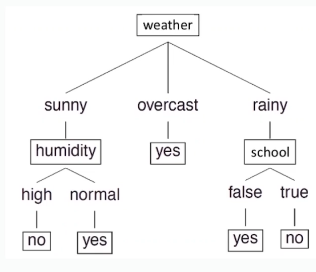 weather
sunny overcast rainy
humidity yes school
high normal false true
no yes yes no